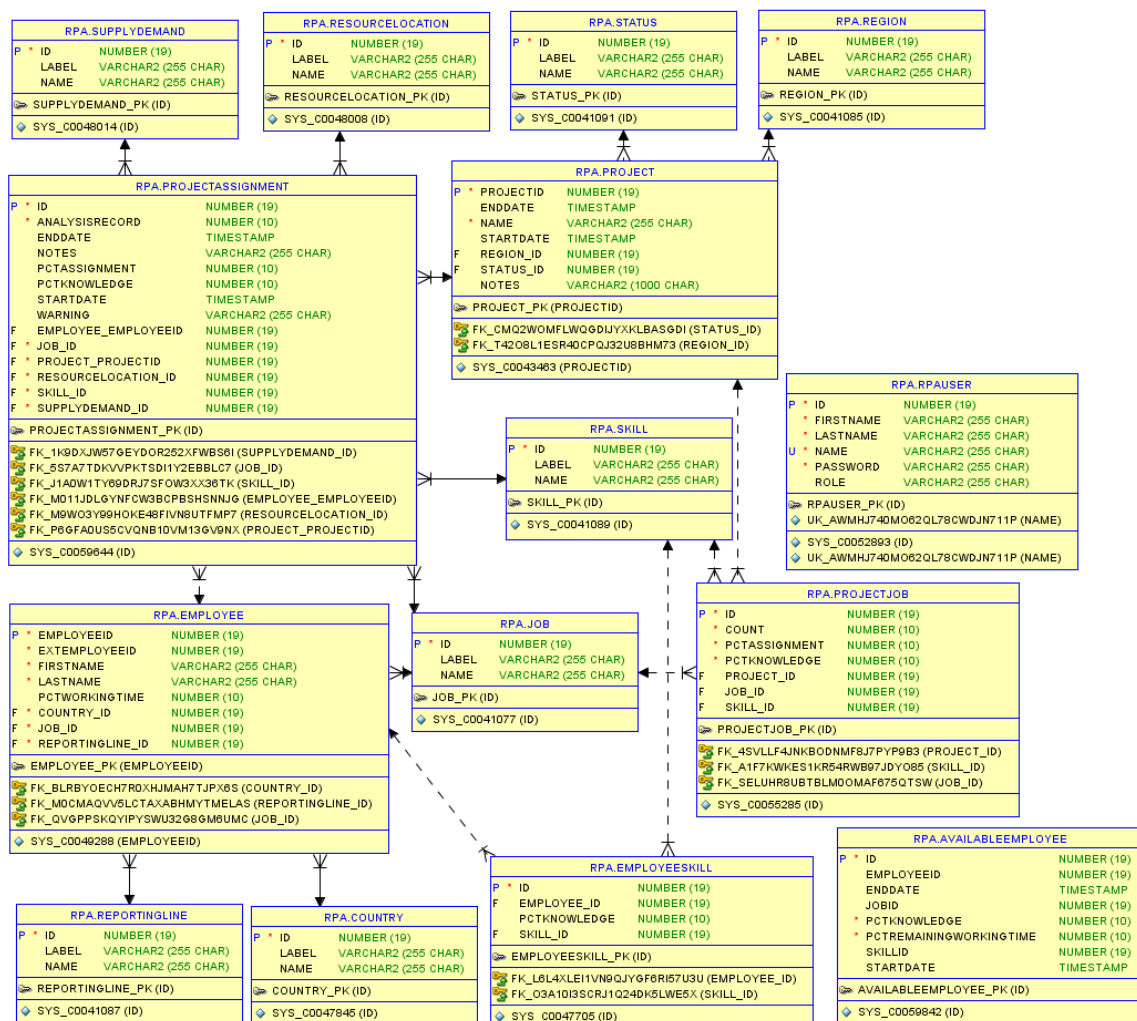 RPA.SUPPLYDEMAND
P * ID NUMBER (19)
LABEL VARCHAR2 (255 CHAR)
NAME VARCHAR2 (255 CHAR)
SUPPLYDEMAND_PK (ID)
SYS_C0048014 (ID)
RPA.RESOURCELOCATION
P * ID NUMBER (19)
LABEL VARCHAR2 (255 CHAR)
NAME VARCHAR2 (255 CHAR)
RESOURCELOCATION_PK (ID)
SYS_C0048008 (ID)
RPA.STATUS
P * ID NUMBER (19)
LABEL VARCHAR2 (255 CHAR)
NAME VARCHAR2 (255 CHAR)
STATUS_PK (ID)
SYS_C0041091 (ID)
RPA.REGION
P * ID NUMBER (19)
LABEL VARCHAR2 (255 CHAR)
NAME VARCHAR2 (255 CHAR)
REGION_PK (ID)
SYS_C0041085 (ID)
RPA.PROJECTASSIGNMENT
P * ID NUMBER (19)
* ANALYSISRECORD NUMBER (10)
ENDDATE TIMESTAMP
NOTES VARCHAR2 (255 CHAR)
PCTASSIGNMENT NUMBER (10)
PCTKNOWLEDGE NUMBER (10)
STARTDATE TIMESTAMP
WARNING VARCHAR2 (255 CHAR)
F EMPLOYEE_EMPLOYEEID NUMBER (19)
F * JOB_ID NUMBER (19)
F * PROJECT_PROJECTID NUMBER (19)
F * RESOURCELOCATION_ID NUMBER (19)
F * SKILL_ID NUMBER (19)
F * SUPPLYDEMAND_ID NUMBER (19)
PROJECTASSIGNMENT_PK (ID)
FK_1K9DXJW57GEYDOR252XFWBS6I (SUPPLYDEMAND_ID)
FK_5S7A7TDKVVPKTSDI1Y2EBBLC7 (JOB_ID)
FK_J1A0W1TY69DRJ7SFOW3XX36TK (SKILL_ID)
FK_M011JDLGYNFCW3BCPBSHSNNJG (EMPLOYEE_EMPLOYEEID)
FK_M9WO3Y99HOKE48FIVN8UTFMP7 (RESOURCELOCATION_ID)
FK_P6GFA0US5CVQNB10VM13GV9NX (PROJECT_PROJECTID)
SYS_C0059644 (ID)
RPA.PROJECT
P * PROJECTID NUMBER (19)
ENDDATE TIMESTAMP
* NAME VARCHAR2 (255 CHAR)
STARTDATE TIMESTAMP
F REGION_ID NUMBER (19)
F STATUS_ID NUMBER (19)
NOTES VARCHAR2 (1000 CHAR)
PROJECT_PK (PROJECTID)
FK_CMQ2WOMFLWQGDIJYXKLBASGDI (STATUS_ID)
FK_T42O8L1ESR40CPQJ32U8BHM73 (REGION_ID)
SYS_C0043463 (PROJECTID)
RPA.RPAUSER
P * ID NUMBER (19)
* FIRSTNAME VARCHAR2 (255 CHAR)
* LASTNAME VARCHAR2 (255 CHAR)
U * NAME VARCHAR2 (255 CHAR)
* PASSWORD VARCHAR2 (255 CHAR)
ROLE VARCHAR2 (255 CHAR)
RPAUSER_PK (ID)
UK_AWMHJ740MO62QL78CWDJN711P (NAME)
SYS_C0052893 (ID)
UK_AWMHJ740MO62QL78CWDJN711P (NAME)
RPA.SKILL
P * ID NUMBER (19)
LABEL VARCHAR2 (255 CHAR)
NAME VARCHAR2 (255 CHAR)
SKILL_PK (ID)
SYS_C0041089 (ID)
RPA.EMPLOYEE
P * EMPLOYEEID NUMBER (19)
* EXTEMPLOYEEID NUMBER (19)
* FIRSTNAME VARCHAR2 (255 CHAR)
* LASTNAME VARCHAR2 (255 CHAR)
PCTWORKINGTIME NUMBER (10)
F * COUNTRY_ID NUMBER (19)
F * JOB_ID NUMBER (19)
F * REPORTINGLINE_ID NUMBER (19)
EMPLOYEE_PK (EMPLOYEEID)
FK_BLRBYOECH7R0XHJMAH7TJPX6S (COUNTRY_ID)
FK_M0CMAQVV5LCTAXABHMYTMELAS (REPORTINGLINE_ID)
FK_QVGPPSKQYIPYSWU32G8GM6UMC (JOB_ID)
SYS_C0049288 (EMPLOYEEID)
RPA.JOB
P * ID NUMBER (19)
LABEL VARCHAR2 (255 CHAR)
NAME VARCHAR2 (255 CHAR)
JOB_PK (ID)
SYS_C0041077 (ID)
RPA.PROJECTJOB
P * ID NUMBER (19)
* COUNT NUMBER (10)
* PCTASSIGNMENT NUMBER (10)
* PCTKNOWLEDGE NUMBER (10)
F PROJECT_ID NUMBER (19)
F JOB_ID NUMBER (19)
F SKILL_ID NUMBER (19)
PROJECTJOB_PK (ID)
FK_4SVLLF4JNKBODNMF8J7PYP9B3 (PROJECT_ID)
FK_A1F7KWKES1KR54RWB97JDYO85 (SKILL_ID)
FK_SELUHR8UBTBLM0OMAF675QTSW (JOB_ID)
SYS_C0055285 (ID)
RPA.REPORTINGLINE
P * ID NUMBER (19)
LABEL VARCHAR2 (255 CHAR)
NAME VARCHAR2 (255 CHAR)
REPORTINGLINE_PK (ID)
SYS_C0041087 (ID)
RPA.COUNTRY
P * ID NUMBER (19)
LABEL VARCHAR2 (255 CHAR)
NAME VARCHAR2 (255 CHAR)
COUNTRY_PK (ID)
SYS_C0047845 (ID)
RPA.EMPLOYEESKILL
P * ID NUMBER (19)
F EMPLOYEE_ID NUMBER (19)
PCTKNOWLEDGE NUMBER (10)
F SKILL_ID NUMBER (19)
EMPLOYEESKILL_PK (ID)
FK_L6L4XLEI1VN9QJYGF6RI57U3U (EMPLOYEE_ID)
FK_O3A10I3SCRJ1Q24DK5LWE5X (SKILL_ID)
SYS_C0047705 (ID)
RPA.AVAILABLEEMPLOYEE
P * ID NUMBER (19)
EMPLOYEEID NUMBER (19)
ENDDATE TIMESTAMP
JOBID NUMBER (19)
* PCTKNOWLEDGE NUMBER (10)
* PCTREMAININGWORKINGTIME NUMBER (10)
SKILLID NUMBER (19)
STARTDATE TIMESTAMP
AVAILABLEEMPLOYEE_PK (ID)
SYS_C0059842 (ID)